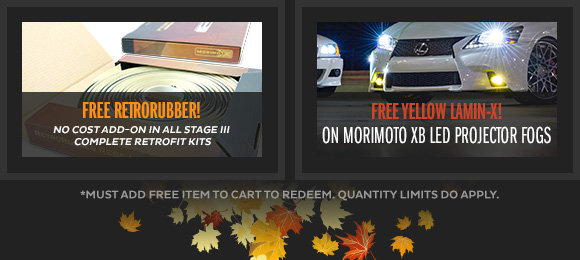 FREE RETRORUBBER!
NO COST ADD-ON IN ALL STAGE III
COMPLETE RETROFIT KITS
FREE YELLOW LAMIN-X!
ON MORIMOTO XB LED PROJECTOR FOGS
*MUST ADD FREE ITEM TO CART TO REDEEM. QUANTITY LIMITS DO APPLY.